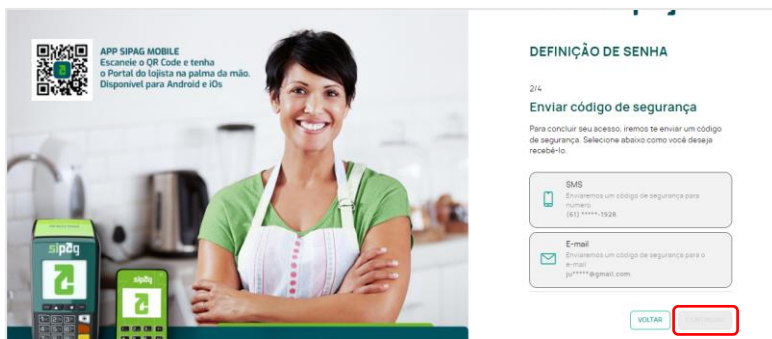 APP SIPAG MOBILE
Escaneie o QR Code e tenha
o Portal do lojista na palma da mão.
Disponível para Android e iOs
sipag
sipag
DEFINIÇÃO DE SENHA
2/4
Enviar código de segurança
Para concluir seu acesso, iremos te enviar um código
de segurança. Selecione abaixo como você deseja
recebê-lo.
SMS
Enviaremos um código de segurança para
número
(61) *****-1926
E-mail
Enviaremos um código de segurança para o
e-mail
ju*****@gmail.com
VOLTAR